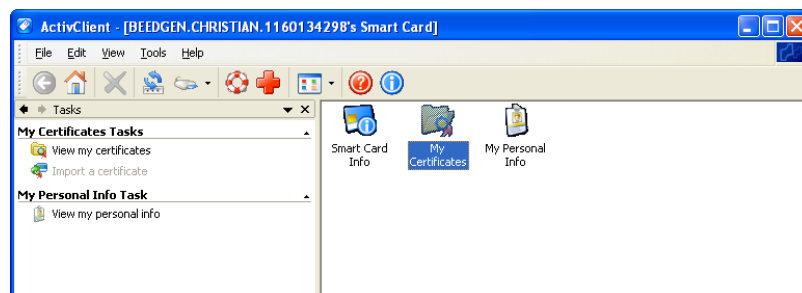 ActivClient - [BEEDGEN.CHRISTIAN.1160134298's Smart Card]
File Edit View Tools Help
Tasks
My Certificates Tasks
View my certificates
Import a certificate
My Personal Info Task
View my personal info
Smart Card
Info
My
Certificates
My Personal
Info